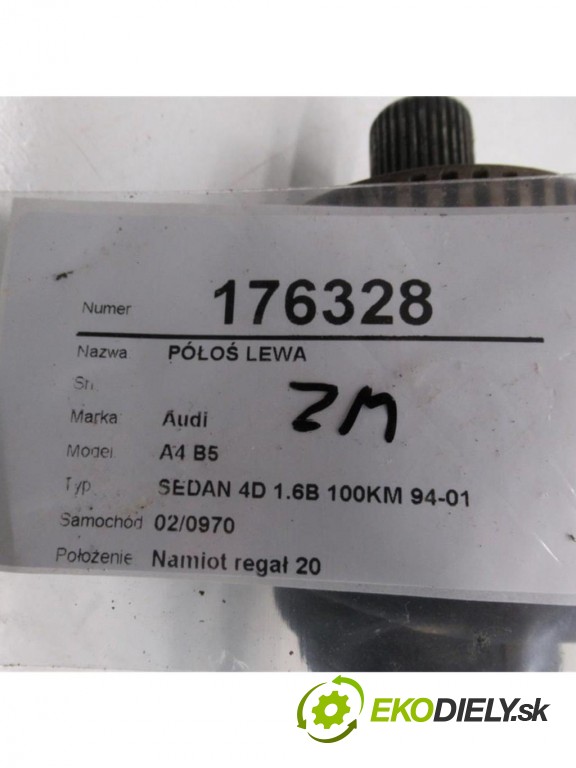 Numer 176328
Nazwa PÓŁOŚ LEWA
Sn
Marka Audi
ZM
Model A4 B5
Typ SEDAN 4D 1.6B 100KM 94-01
Samochód 02/0970
Położenie Namiot regał 20
EKODIELY.sk